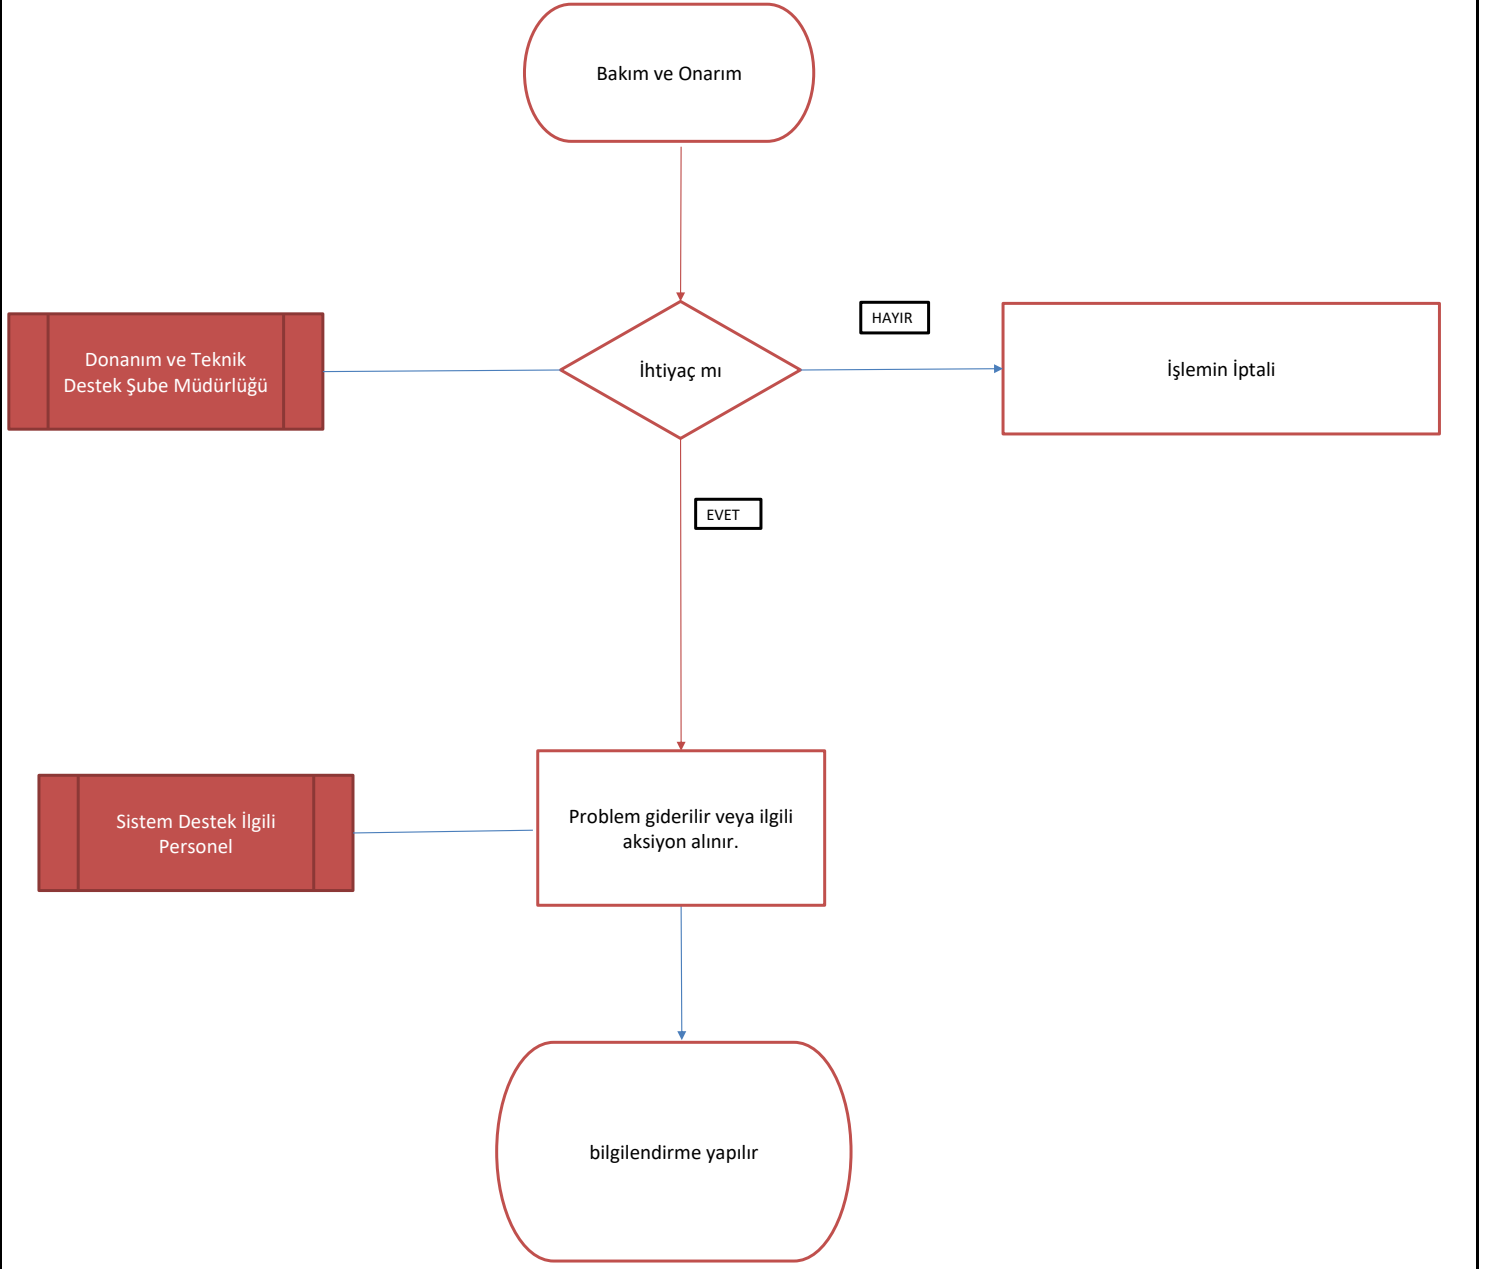 Bakım ve Onarım
HAYIR
Donanım ve Teknik
Destek Şube Müdürlüğü
İhtiyaç mı
İşlemin İptali
EVET
Sistem Destek İlgili
Personel
Problem giderilir veya ilgili
aksiyon alınır.
bilgilendirme yapılır